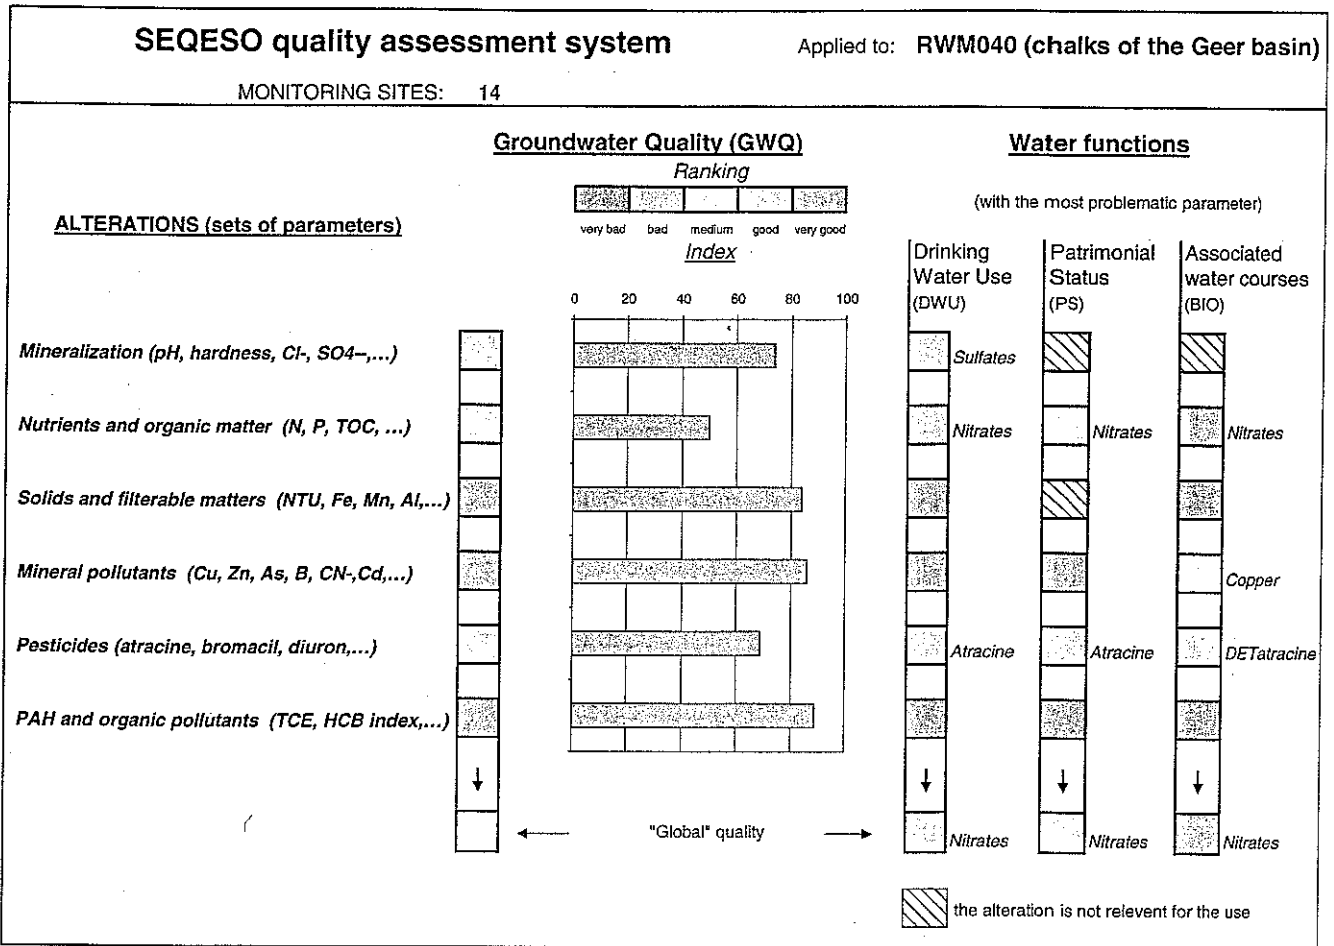 SEQESO quality assessment system
Applied to: RWM040 (chalks of the Geer basin)
MONITORING SITES: 14
Groundwater Quality (GWQ)
Water functions
Ranking
(with the most problematic parameter)
ALTERATIONS (sets of parameters)
very bad bad medium good very good
Index
Drinking Water Use (DWU)
Patrimonial Status (PS)
Associated water courses (BIO)
0 20 40 60 80 100
Mineralization (pH, hardness, Cl-, SO4--,...)
Sulfates
Nutrients and organic matter (N, P, TOC, ...)
Nitrates Nitrates Nitrates
Solids and filterable matters (NTU, Fe, Mn, Al,...)
Mineral pollutants (Cu, Zn, As, B, CN-,Cd,...)
Copper
Pesticides (atracine, bromacil, diuron,...)
Atracine Atracine DETatracine
PAH and organic pollutants (TCE, HCB index,...)
"Global" quality
Nitrates Nitrates Nitrates
the alteration is not relevent for the use